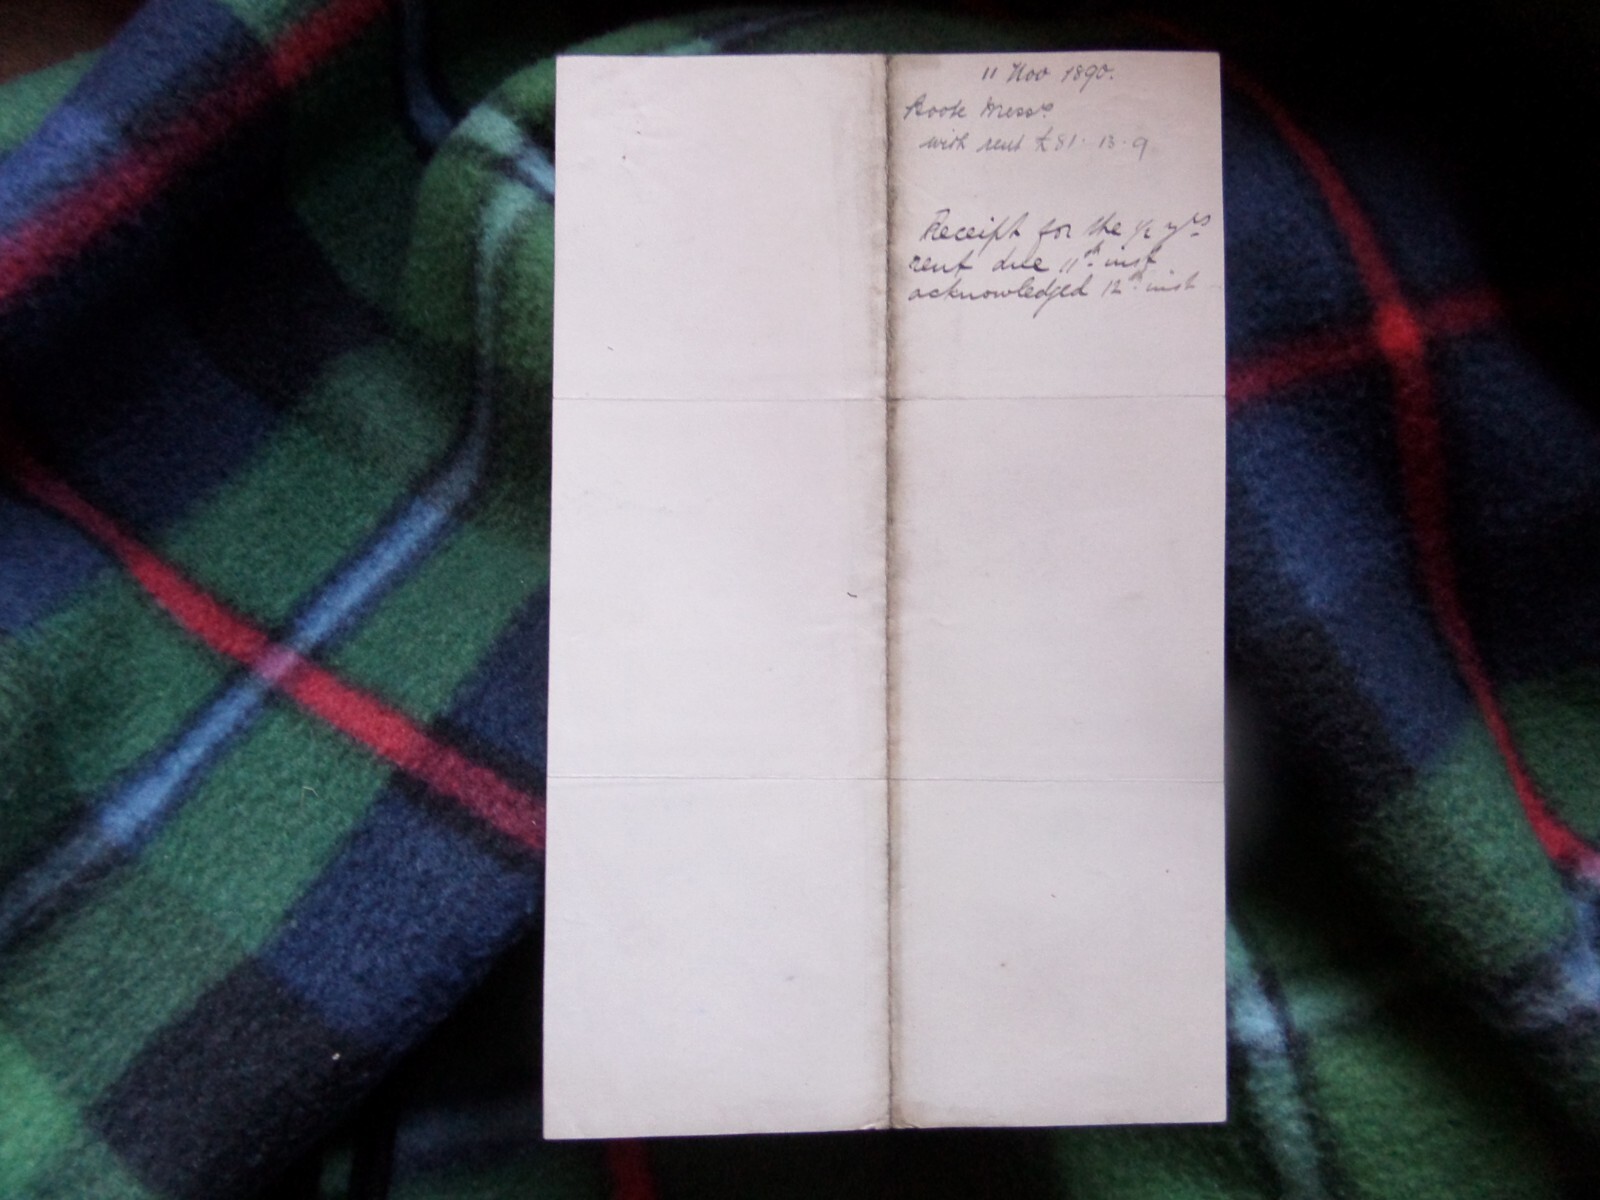 11 Nov 1890.
Messrs
with rent £81. 13. 9
Receipt for the ½ yrs
rent due 11th inst
acknowledged 12th inst